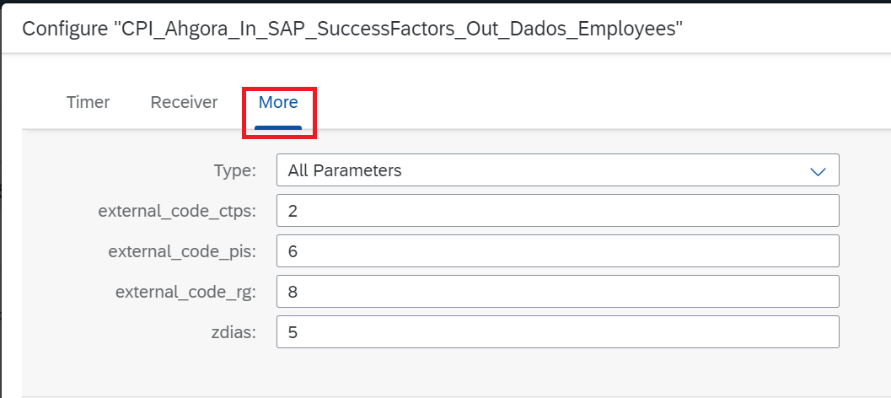 Configure "CPI_Ahgora_In_SAP_SuccessFactors_Out_Dados_Employees"
Timer Receiver More
Type: All Parameters
external_code_ctps: 2
external_code_pis: 6
external_code_rg: 8
zdias: 5